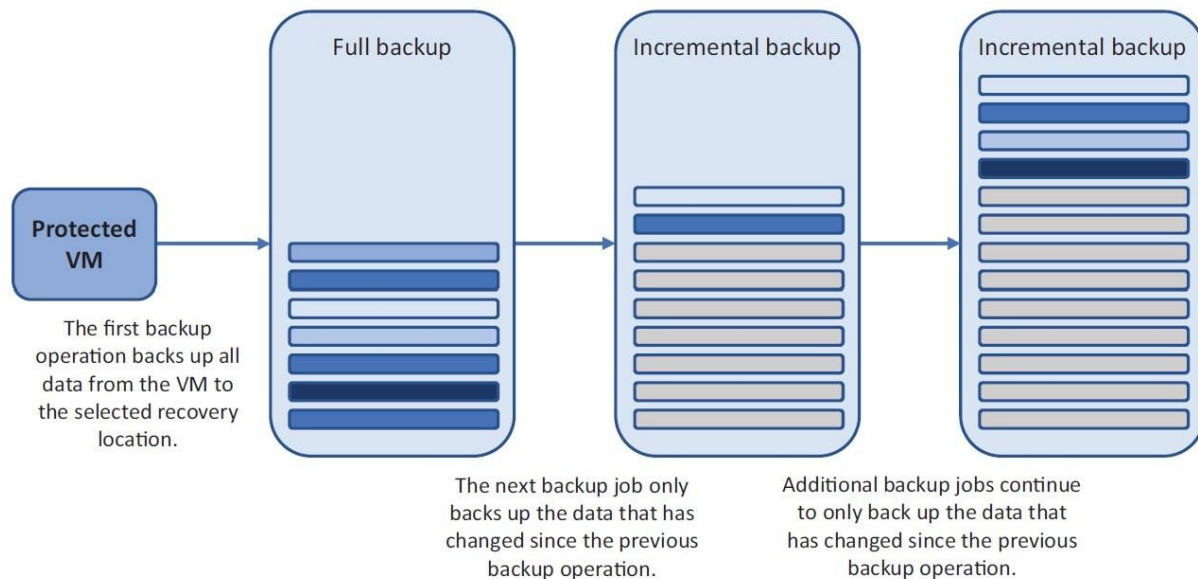 Full backup
Incremental backup
Incremental backup
Protected
VM
The first backup
operation backs up all
data from the VM to
the selected recovery
location.
The next backup job only
backs up the data that has
changed since the previous
backup operation.
Additional backup jobs continue
to only back up the data that
has changed since the previous
backup operation.